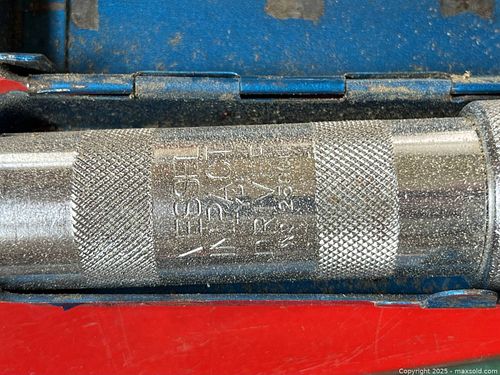 VESSEL
IMPACT
DRIVER
Copyright 2025 - maxsold.com